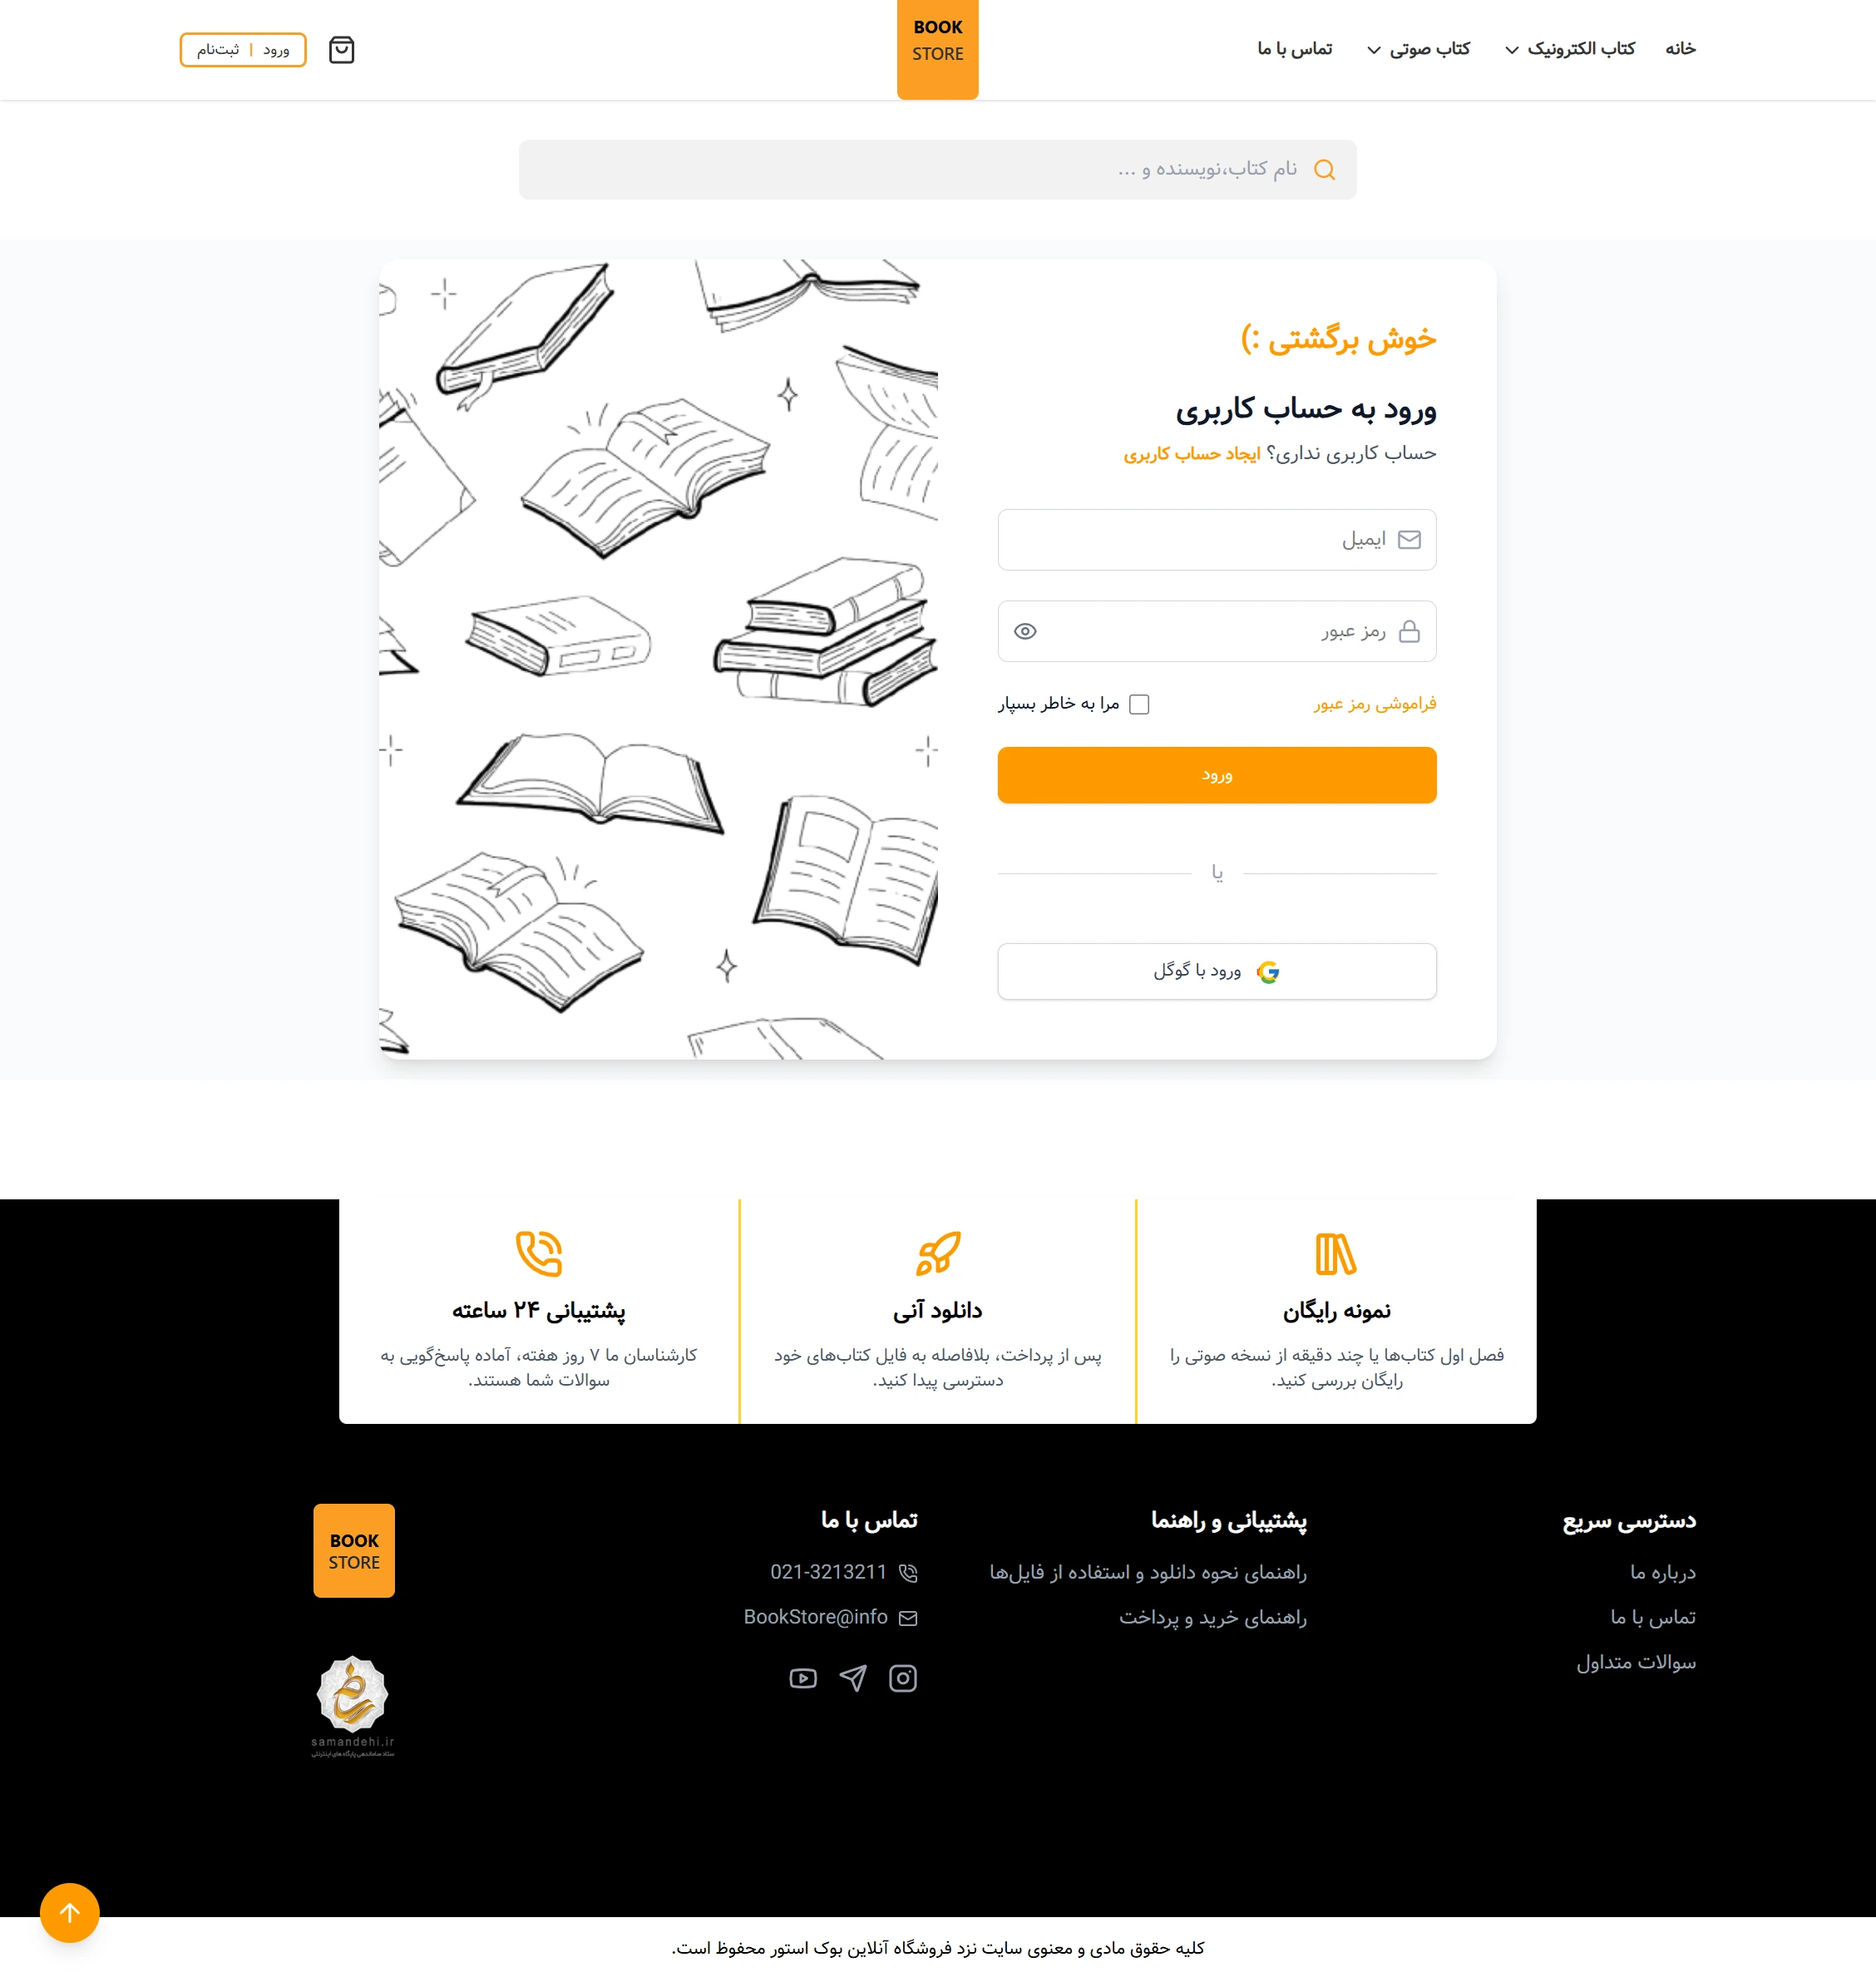 خانه
کتاب الکترونیک
کتاب صوتی
تماس با ما
BOOK
STORE
ورود | ثبت‌نام
نام کتاب،نویسنده و ...
خوش برگشتی :)
ورود به حساب کاربری
حساب کاربری نداری؟ ایجاد حساب کاربری
ایمیل
رمز عبور
فراموشی رمز عبور
مرا به خاطر بسپار
ورود
یا
ورود با گوگل
نمونه رایگان
فصل اول کتاب‌ها یا چند دقیقه از نسخه صوتی را
رایگان بررسی کنید.
دانلود آنی
پس از پرداخت، بلافاصله به فایل کتاب‌های خود
دسترسی پیدا کنید.
پشتیبانی ۲۴ ساعته
کارشناسان ما ۷ روز هفته، آماده پاسخ‌گویی به
سوالات شما هستند.
دسترسی سریع
درباره ما
تماس با ما
سوالات متداول
پشتیبانی و راهنما
راهنمای نحوه دانلود و استفاده از فایل‌ها
راهنمای خرید و پرداخت
تماس با ما
021-3213211
BookStore@info
BOOK
STORE
samandehi.ir
ستاد ساماندهی پایگاه‌های اینترنتی
کلیه حقوق مادی و معنوی سایت نزد فروشگاه آنلاین بوک استور محفوظ است.